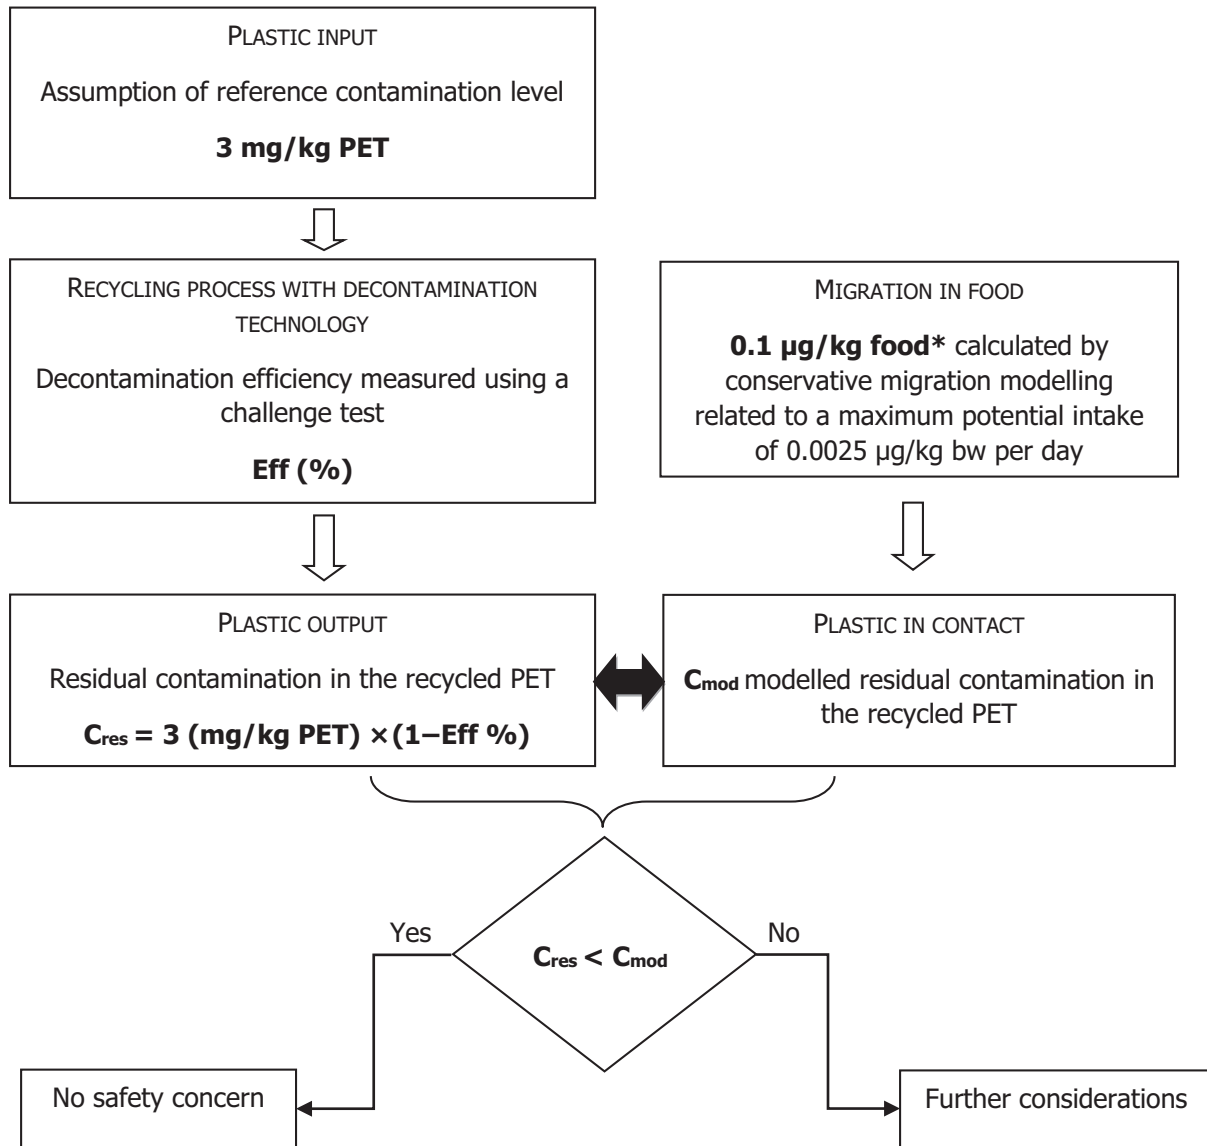 PLASTIC INPUT
Assumption of reference contamination level
3 mg/kg PET
RECYCLING PROCESS WITH DECONTAMINATION
TECHNOLOGY
Decontamination efficiency measured using a
challenge test
Eff (%)
MIGRATION IN FOOD
0.1 µg/kg food* calculated by
conservative migration modelling
related to a maximum potential intake
of 0.0025 µg/kg bw per day
PLASTIC OUTPUT
Residual contamination in the recycled PET
Cres = 3 (mg/kg PET) ×(1–Eff %)
PLASTIC IN CONTACT
Cmod modelled residual contamination in
the recycled PET
Yes
No
Cres < Cmod
No safety concern
Further considerations